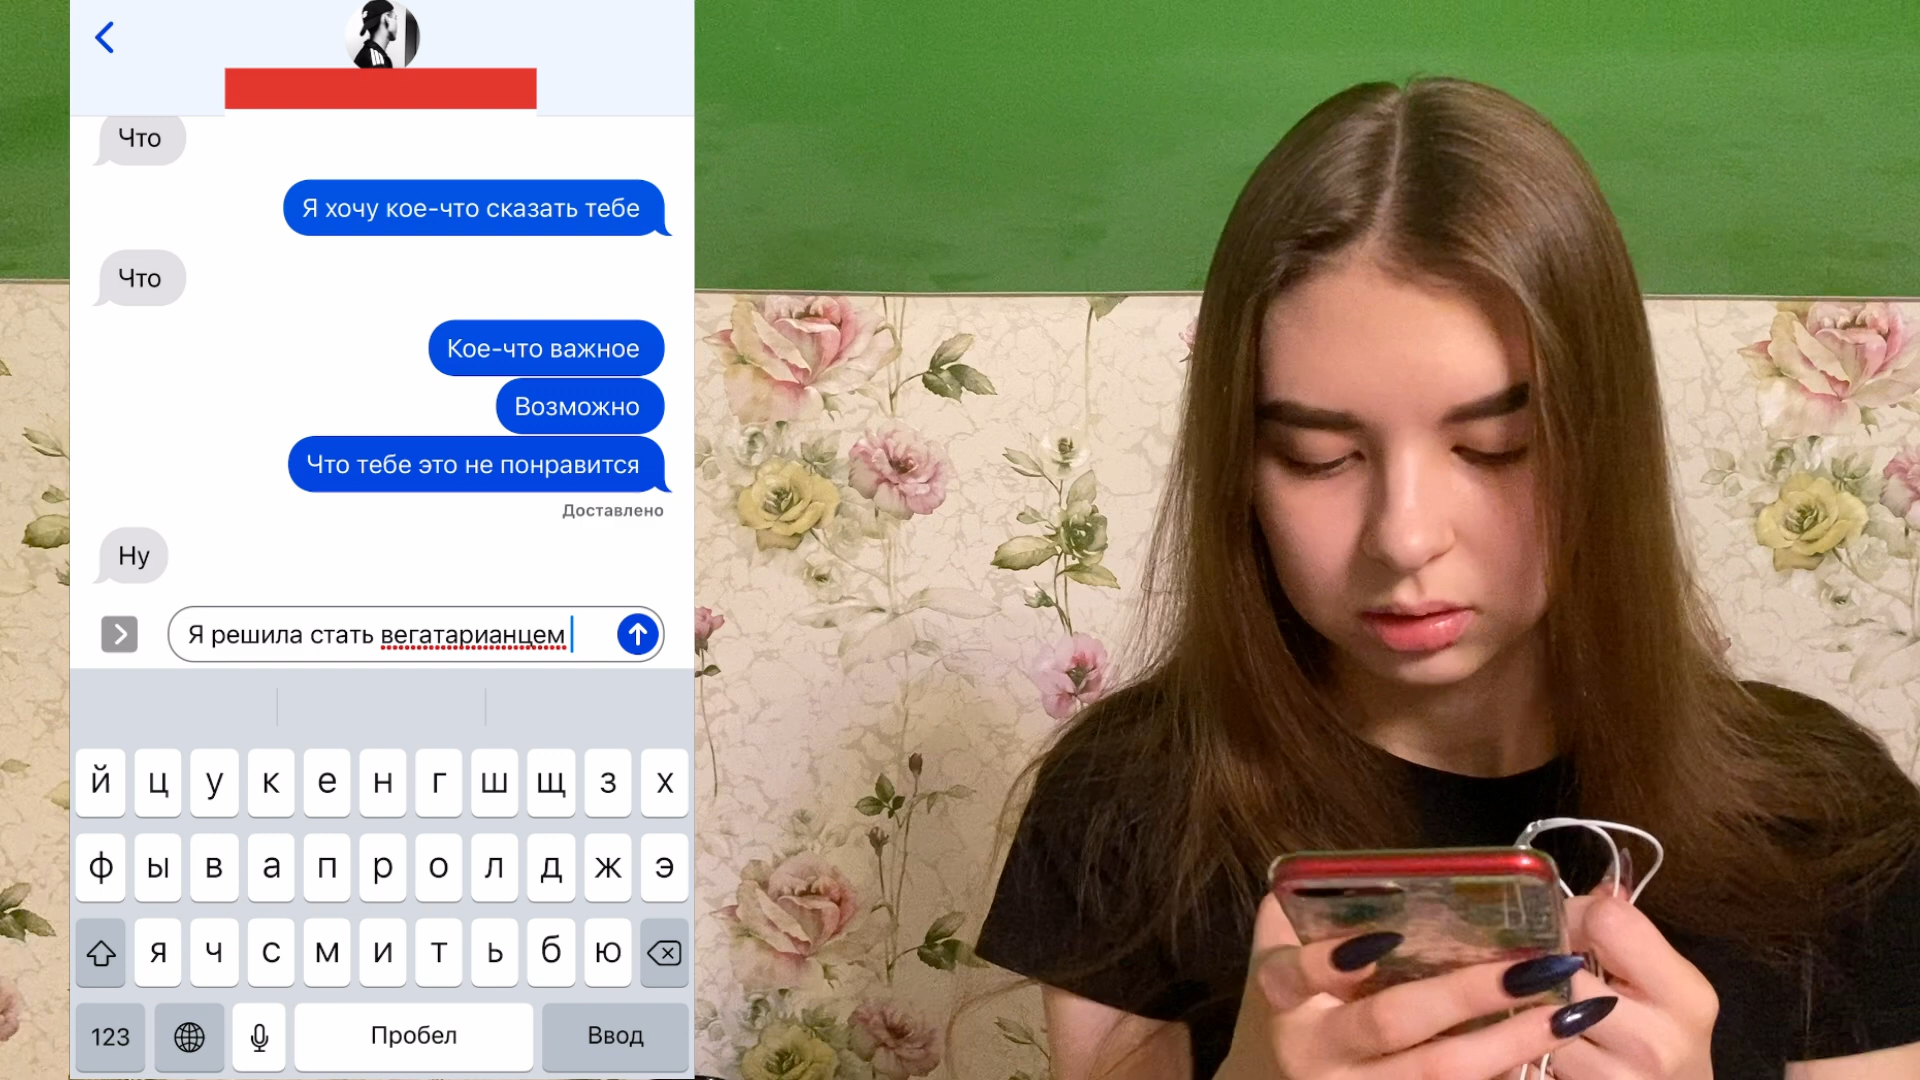 Что
Я хочу кое-что сказать тебе
Что
Кое-что важное
Возможно
Что тебе это не понравится
Доставлено
Ну
Я решила стать вегатарианцем
й ц у к е н г ш щ з х
ф ы в а п р о л д ж э
я ч с м и т ь б ю
123 Пробел Ввод